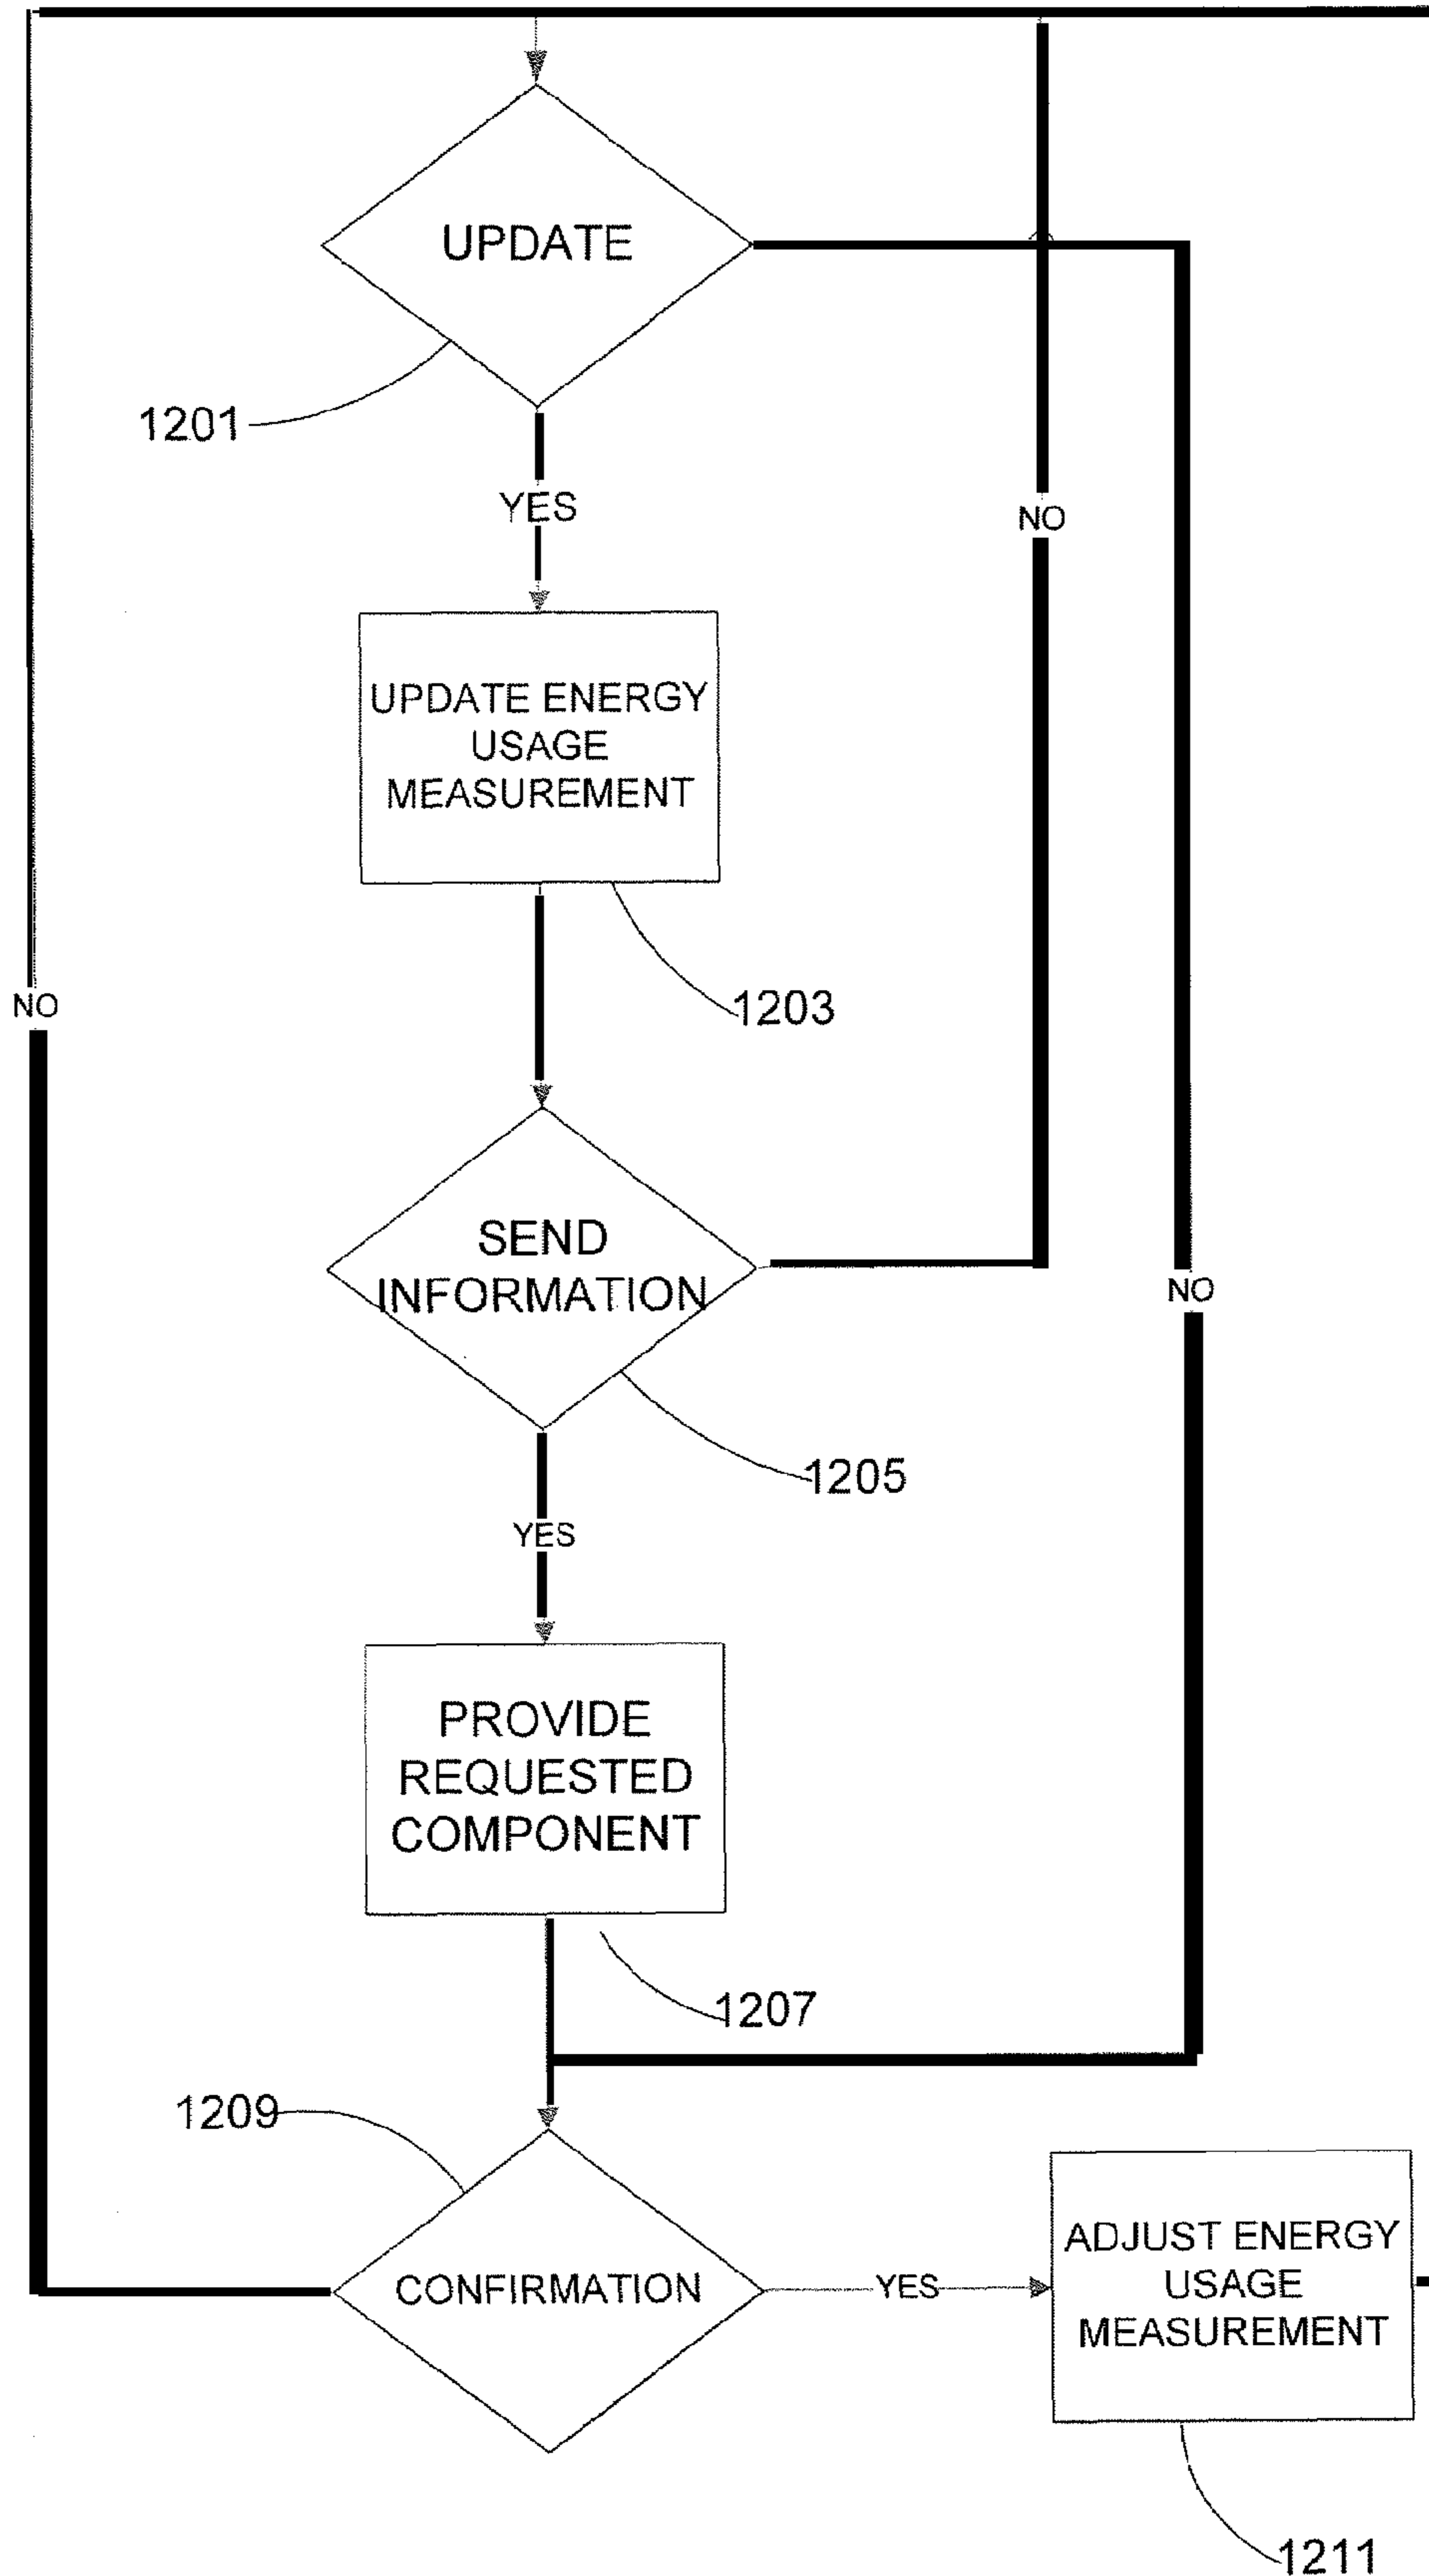 UPDATE
1201
YES
NO
UPDATE ENERGY
USAGE
MEASUREMENT
NO
1203
SEND
INFORMATION
NO
1205
YES
PROVIDE
REQUESTED
COMPONENT
1207
1209
CONFIRMATION
YES
ADJUST ENERGY
USAGE
MEASUREMENT
1211